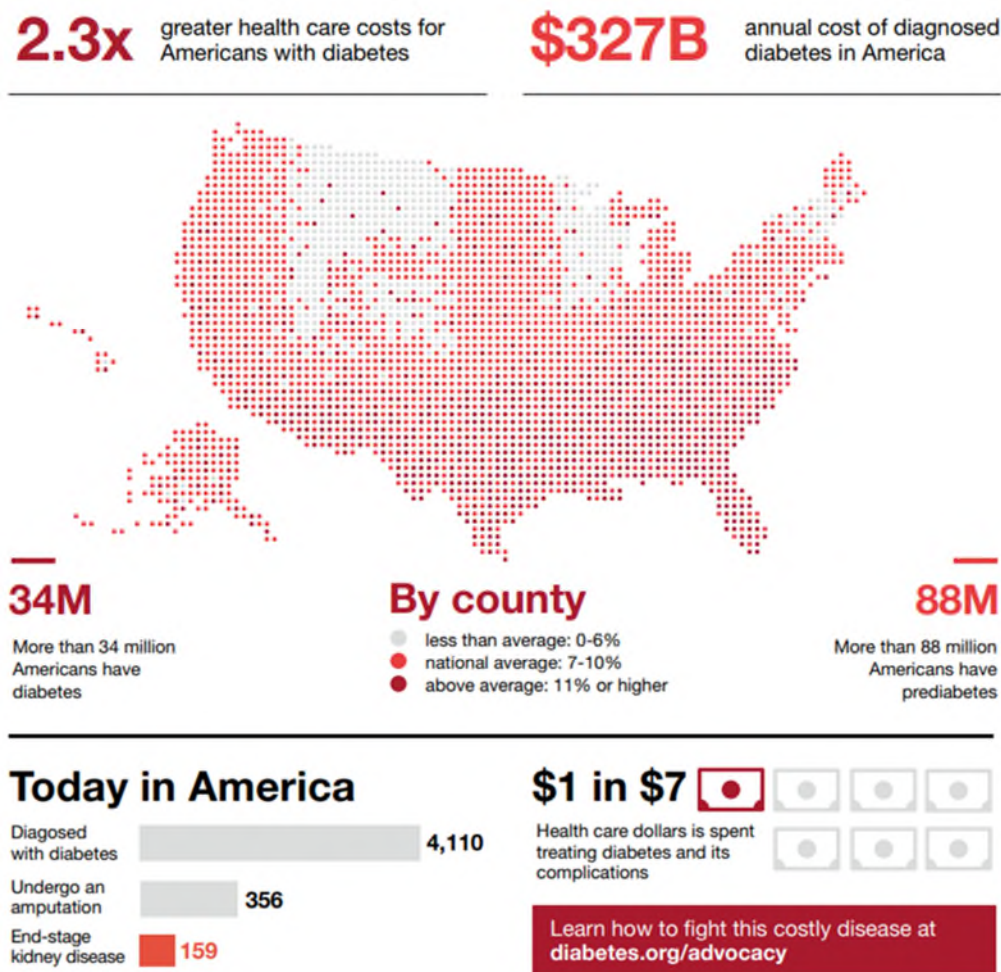 2.3x
greater health care costs for
Americans with diabetes
$327B
annual cost of diagnosed
diabetes in America
34M
More than 34 million
Americans have
diabetes
By county
less than average: 0-6%
national average: 7-10%
above average: 11% or higher
88M
More than 88 million
Americans have
prediabetes
Today in America
Diagosed
with diabetes
4,110
Undergo an
amputation
356
End-stage
kidney disease
159
$1 in $7
Health care dollars is spent
treating diabetes and its
complications
Learn how to fight this costly disease at
diabetes.org/advocacy